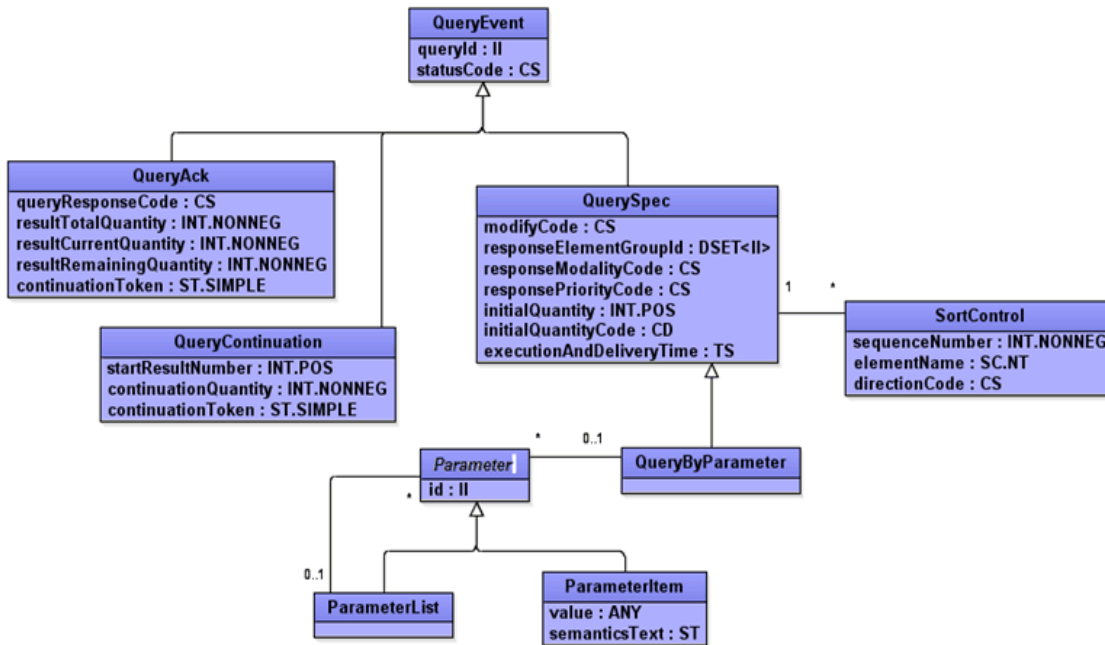 QueryEvent
queryId : II
statusCode : CS
QueryAck
queryResponseCode : CS
resultTotalQuantity : INT.NONNEG
resultCurrentQuantity : INT.NONNEG
resultRemainingQuantity : INT.NONNEG
continuationToken : ST.SIMPLE
QuerySpec
modifyCode : CS
responseElementGroupId : DSET<II>
responseModalityCode : CS
responsePriorityCode : CS
initialQuantity : INT.POS
initialQuantityCode : CD
executionAndDeliveryTime : TS
1
*
SortControl
sequenceNumber : INT.NONNEG
elementName : SC.NT
directionCode : CS
QueryContinuation
startResultNumber : INT.POS
continuationQuantity : INT.NONNEG
continuationToken : ST.SIMPLE
Parameter
id : II
*
0..1
QueryByParameter
*
0..1
ParameterList
ParameterItem
value : ANY
semanticsText : ST